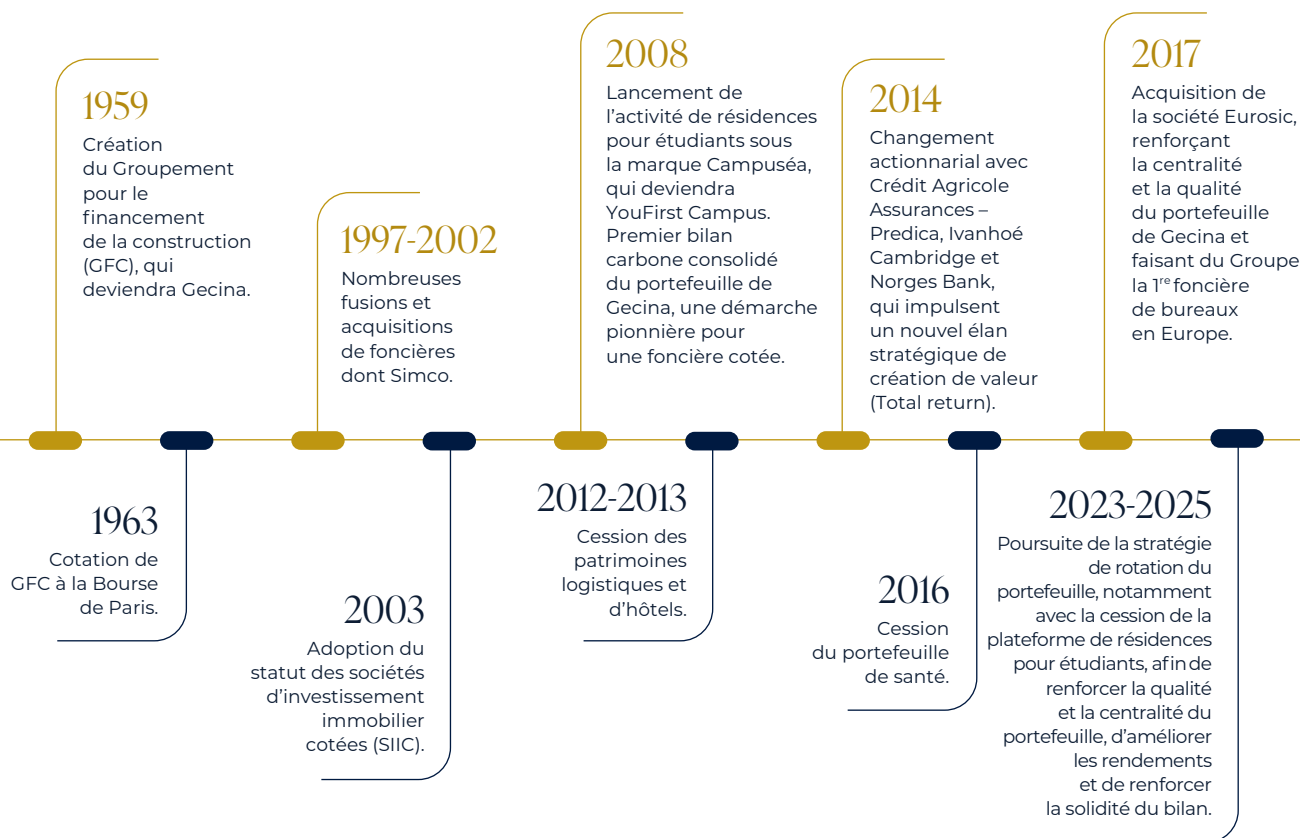 1959
Création
du Groupement
pour le
financement
de la construction
(GFC), qui
deviendra Gecina.
1963
Cotation de
GFC à la Bourse
de Paris.
1997-2002
Nombreuses
fusions et
acquisitions
de foncières
dont Simco.
2003
Adoption du
statut des sociétés
d’investissement
immobilier
cotées (SIIC).
2008
Lancement de
l’activité de résidences
pour étudiants sous
la marque Campuséa,
qui deviendra
YouFirst Campus.
Premier bilan
carbone consolidé
du portefeuille de
Gecina, une démarche
pionnière pour
une foncière cotée.
2012-2013
Cession des
patrimoines
logistiques et
d’hôtels.
2014
Changement
actionnarial avec
Crédit Agricole
Assurances –
Predica, Ivanhoé
Cambridge et
Norges Bank,
qui impulsent
un nouvel élan
stratégique de
création de valeur
(Total return).
2016
Cession
du portefeuille
de santé.
2017
Acquisition de
la société Eurosic,
renforçant
la centralité
et la qualité
du portefeuille
de Gecina et
faisant du Groupe
la 1re foncière
de bureaux
en Europe.
2023-2025
Poursuite de la stratégie
de rotation du
portefeuille, notamment
avec la cession de la
plateforme de résidences
pour étudiants, afin de
renforcer la qualité
et la centralité du
portefeuille, d’améliorer
les rendements
et de renforcer
la solidité du bilan.